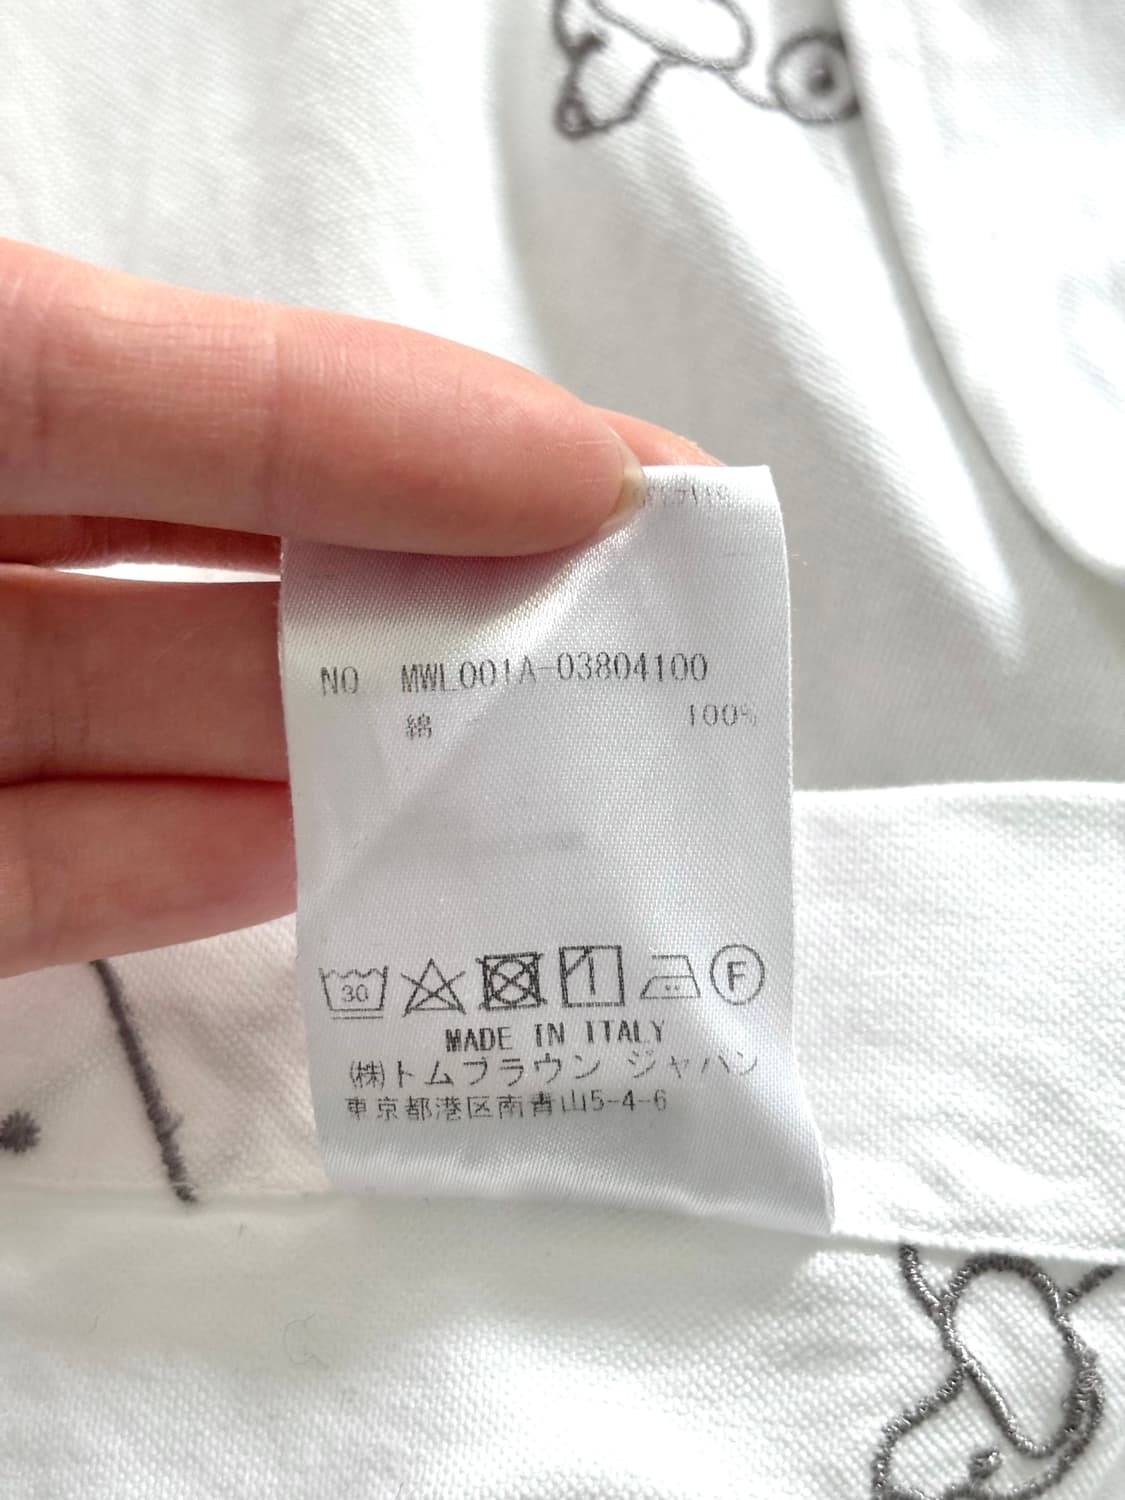 NO MWL001A-03804100
綿 100%
30
F
MADE IN ITALY
(株)トムブラウン ジャパン
東京都港区南青山5-4-6